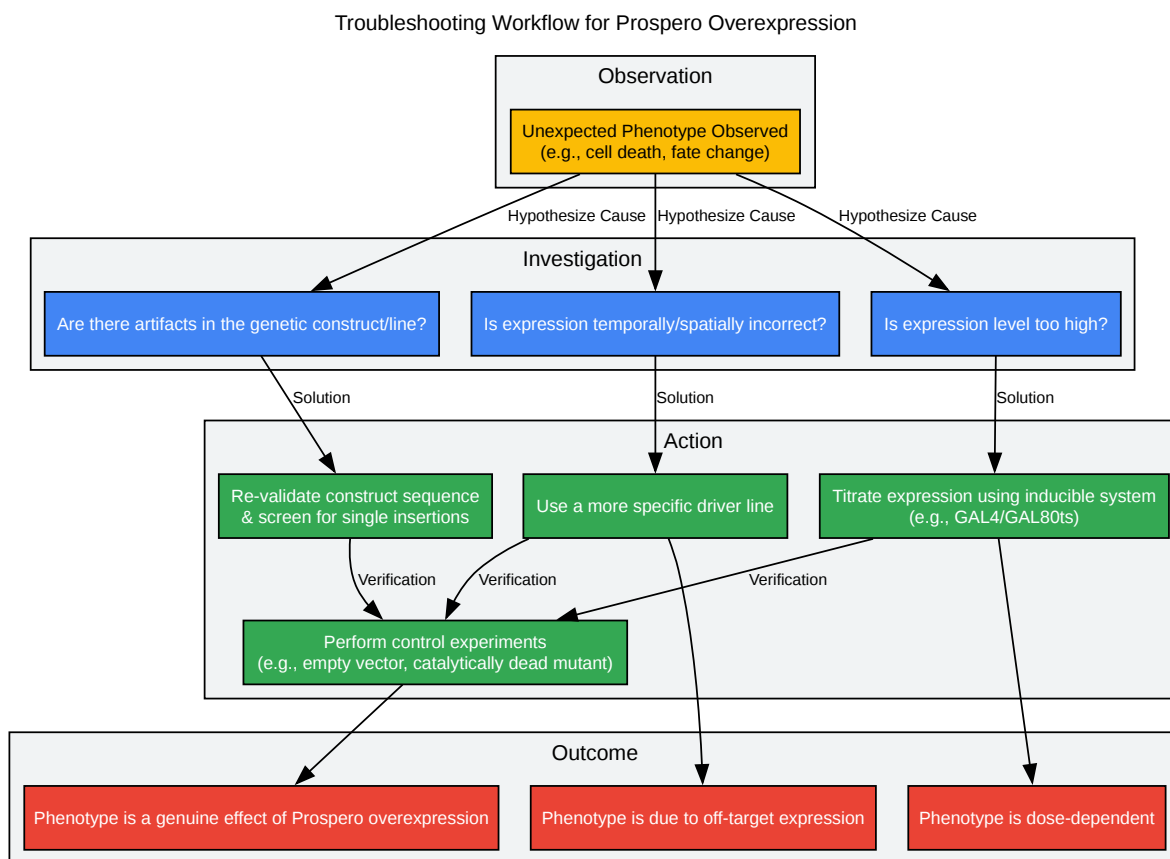 Troubleshooting Workflow for Prospero Overexpression
Observation
Unexpected Phenotype Observed
(e.g., cell death, fate change)
Hypothesize Cause
Hypothesize Cause
Hypothesize Cause
Investigation
Are there artifacts in the genetic construct/line?
Is expression temporally/spatially incorrect?
Is expression level too high?
Solution
Solution
Solution
Action
Re-validate construct sequence
& screen for single insertions
Use a more specific driver line
Titrate expression using inducible system
(e.g., GAL4/GAL80ts)
Verification
Verification
Verification
Perform control experiments
(e.g., empty vector, catalytically dead mutant)
Outcome
Phenotype is a genuine effect of Prospero overexpression
Phenotype is due to off-target expression
Phenotype is dose-dependent